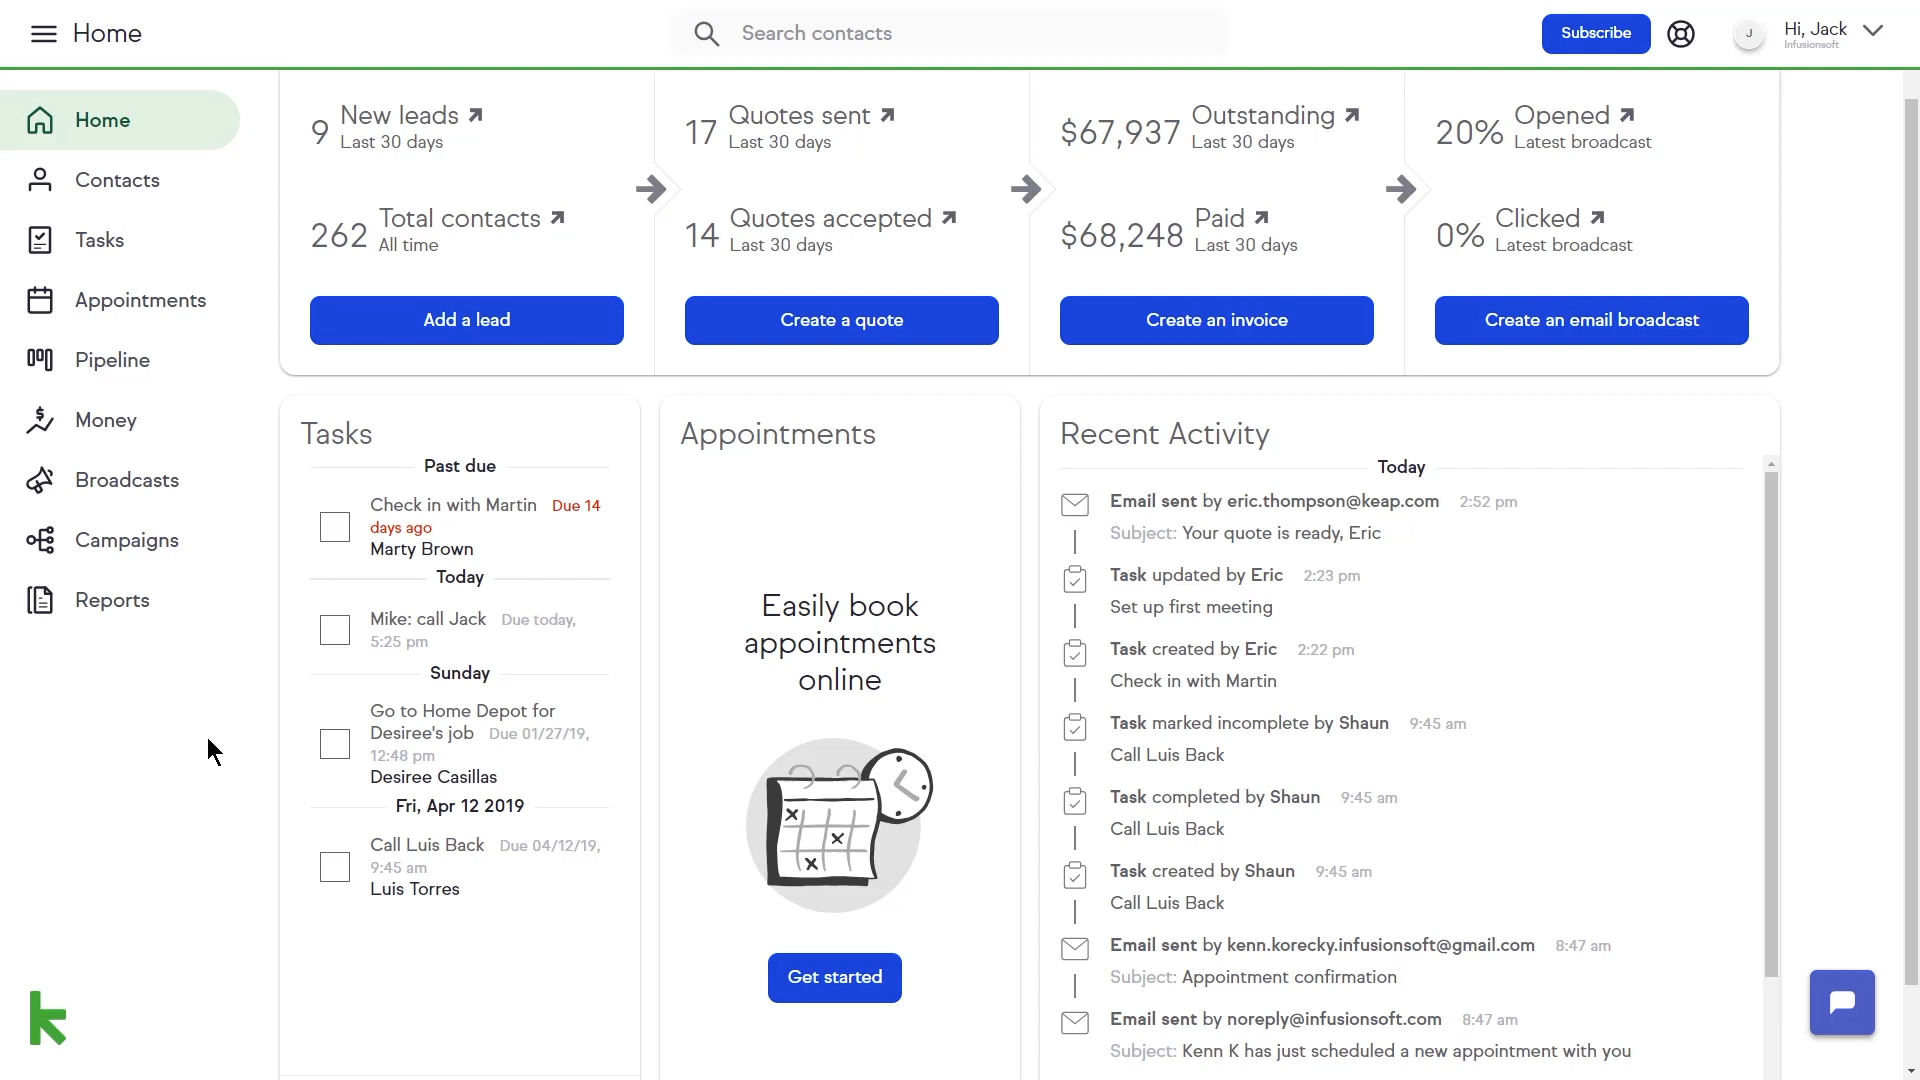 Home
Search contacts
Subscribe
J
Hi, Jack
Infusionsoft
Home
Contacts
Tasks
Appointments
Pipeline
Money
Broadcasts
Campaigns
Reports
9 New leads
Last 30 days
262 Total contacts
All time
Add a lead
17 Quotes sent
Last 30 days
14 Quotes accepted
Last 30 days
Create a quote
$67,937 Outstanding
Last 30 days
$68,248 Paid
Last 30 days
Create an invoice
20% Opened
Latest broadcast
0% Clicked
Latest broadcast
Create an email broadcast
Tasks
Past due
Check in with Martin Due 14
days ago
Marty Brown
Today
Mike: call Jack Due today,
5:25 pm
Sunday
Go to Home Depot for
Desiree's job Due 01/27/19,
12:48 pm
Desiree Casillas
Fri, Apr 12 2019
Call Luis Back Due 04/12/19,
9:45 am
Luis Torres
Appointments
Easily book
appointments
online
Get started
Recent Activity
Today
Email sent by eric.thompson@keap.com 2:52 pm
Subject: Your quote is ready, Eric
Task updated by Eric 2:23 pm
Set up first meeting
Task created by Eric 2:22 pm
Check in with Martin
Task marked incomplete by Shaun 9:45 am
Call Luis Back
Task completed by Shaun 9:45 am
Call Luis Back
Task created by Shaun 9:45 am
Call Luis Back
Email sent by kenn.korecky.infusionsoft@gmail.com 8:47 am
Subject: Appointment confirmation
Email sent by noreply@infusionsoft.com 8:47 am
Subject: Kenn K has just scheduled a new appointment with you